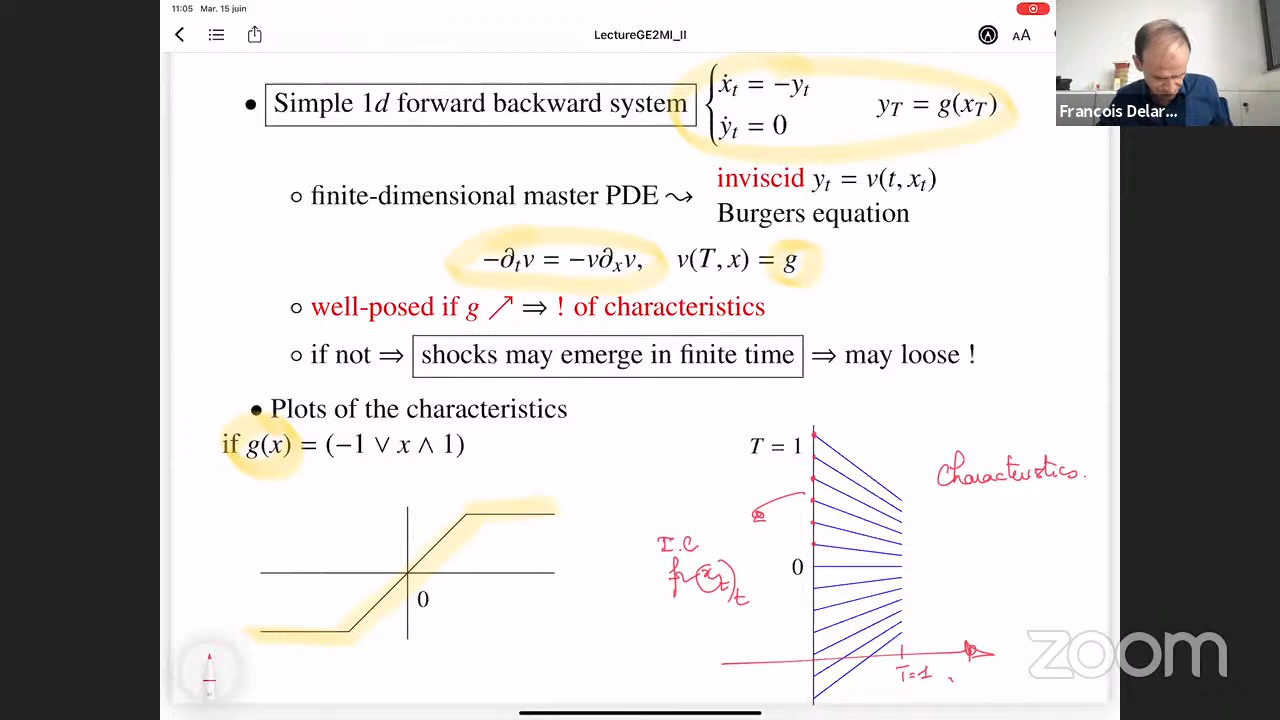 11:05 Mar. 15 juin
LectureGE2MI_II
AA
Francois Delar...
• Simple 1d forward backward system { ẋ_t = −y_t
ẏ_t = 0
y_T = g(x_T)
◦ finite-dimensional master PDE ⇝ inviscid y_t = v(t, x_t)
Burgers equation
−∂_t v = −v∂_x v, v(T, x) = g
◦ well-posed if g ↗ ⇒ ! of characteristics
◦ if not ⇒ shocks may emerge in finite time ⇒ may loose !
• Plots of the characteristics
if g(x) = (−1 ∨ x ∧ 1)
0
T = 1
0
Characteristics.
I.C
(x_t)_t
T=1
zoom